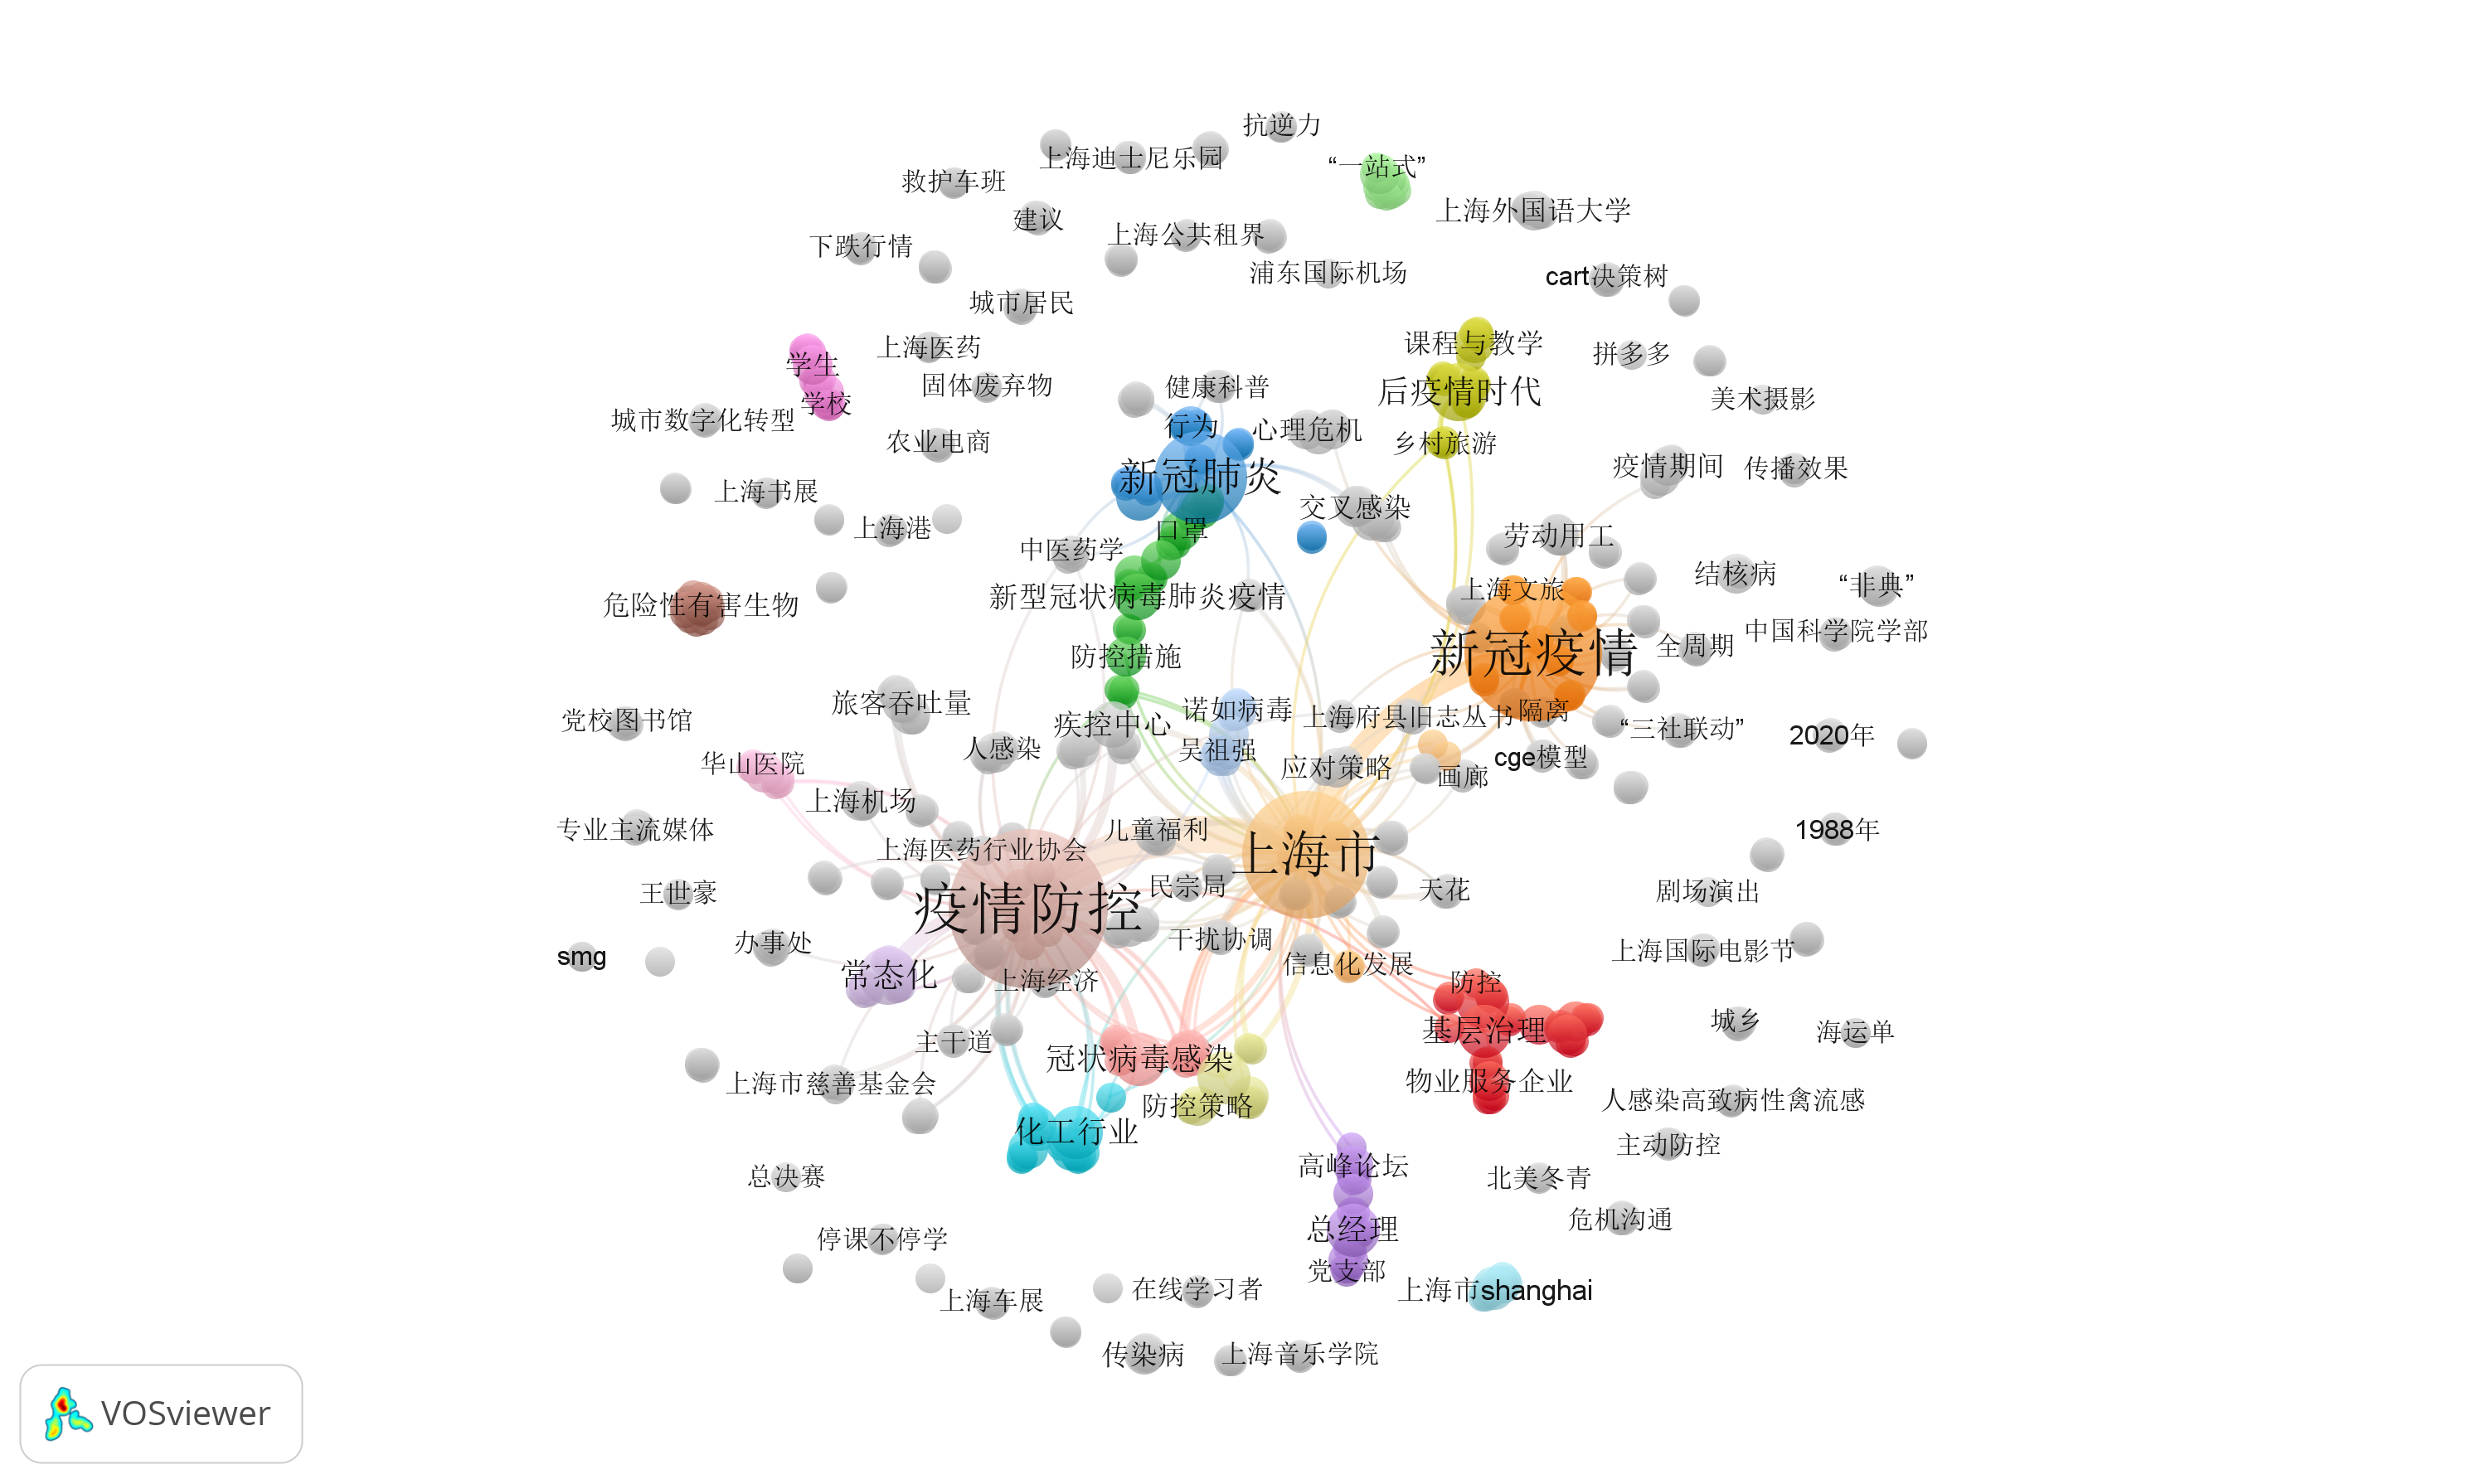 抗逆力
上海迪士尼乐园
“一站式”
救护车班
建议
上海外国语大学
下跌行情
上海公共租界
浦东国际机场
cart决策树
城市居民
上海医药
课程与教学
拼多多
学生
固体废弃物
健康科普
后疫情时代
美术摄影
学校
城市数字化转型
行为
心理危机
农业电商
乡村旅游
新冠肺炎
疫情期间
传播效果
上海书展
交叉感染
上海港
口罩
劳动用工
中医药学
结核病
“非典”
新型冠状病毒肺炎疫情
上海文旅
危险性有害生物
中国科学院学部
新冠疫情
全周期
防控措施
旅客吞吐量
诺如病毒
上海府县旧志丛书
隔离
党校图书馆
疾控中心
“三社联动”
2020年
人感染
吴祖强
华山医院
应对策略
画廊
cge模型
上海机场
专业主流媒体
儿童福利
1988年
上海医药行业协会
上海市
王世豪
民宗局
天花
剧场演出
疫情防控
smg
办事处
干扰协调
上海国际电影节
常态化
上海经济
信息化发展
防控
城乡
海运单
主干道
冠状病毒感染
基层治理
上海市慈善基金会
物业服务企业
防控策略
人感染高致病性禽流感
化工行业
主动防控
总决赛
高峰论坛
北美冬青
停课不停学
总经理
危机沟通
党支部
上海车展
在线学习者
上海市shanghai
传染病
上海音乐学院
VOSviewer